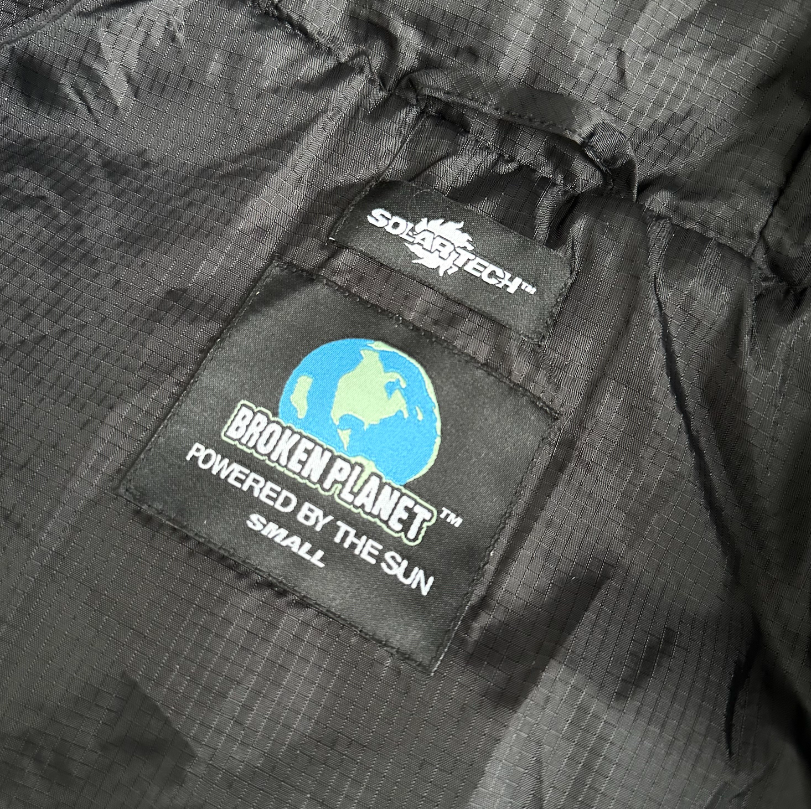 SOLAR TECH™
BROKEN PLANET™
POWERED BY THE SUN
SMALL